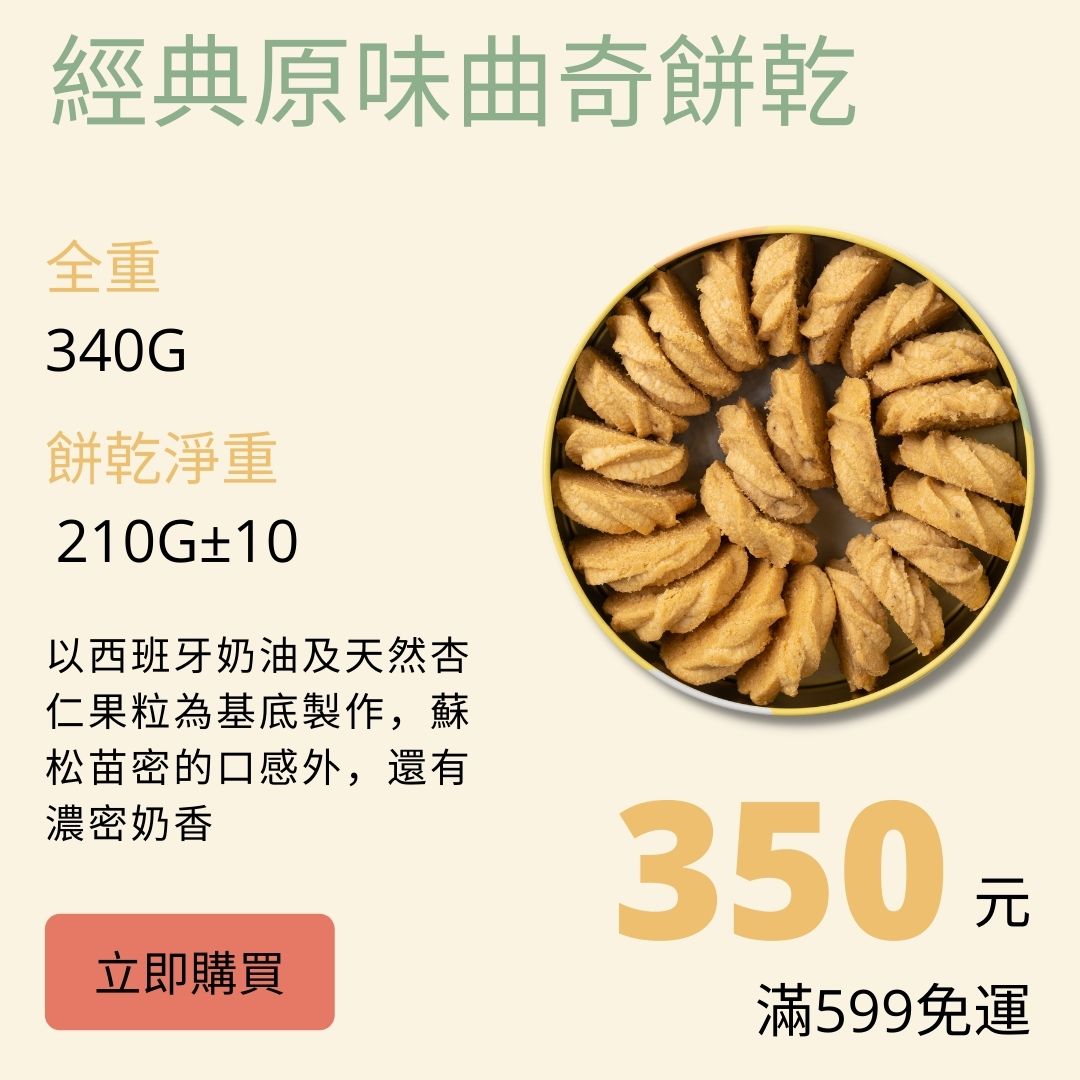 經典原味曲奇餅乾
全重
340G
餅乾淨重
210G±10
以西班牙奶油及天然杏
仁果粒為基底製作，蘇
松苗密的口感外，還有
濃密奶香
立即購買
350 元
滿599免運